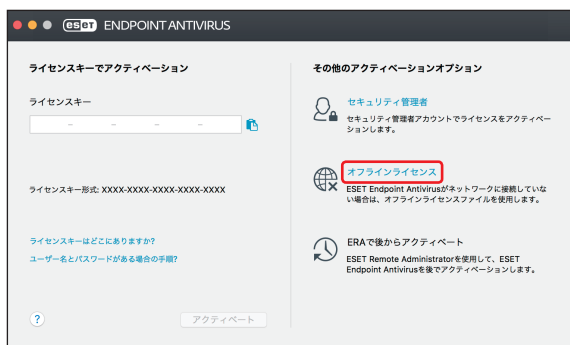 eset ENDPOINT ANTIVIRUS
ライセンスキーでアクティベーション
ライセンスキー
– – – –
ライセンスキー形式: XXXX-XXXX-XXXX-XXXX-XXXX
ライセンスキーはどこにありますか?
ユーザー名とパスワードがある場合の手順?
?
アクティベート
その他のアクティベーションオプション
セキュリティ管理者
セキュリティ管理者アカウントでライセンスをアクティベー
ションします。
オフラインライセンス
ESET Endpoint Antivirusがネットワークに接続していな
い場合は、オフラインライセンスファイルを使用します。
ERAで後からアクティベート
ESET Remote Administratorを使用して、ESET
Endpoint Antivirusを後でアクティベーションします。